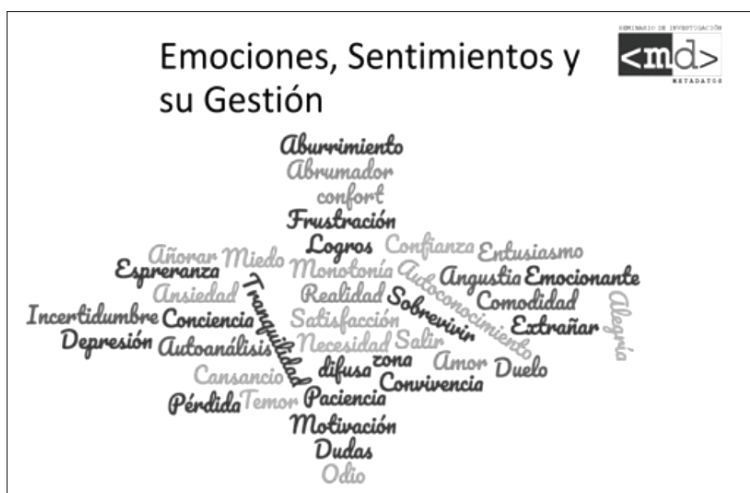 SEMINARIO DE INVESTIGACIÓN
<md>
METADATOS
Emociones, Sentimientos y
su Gestión
Aburrimiento
Abrumador
confort
Frustración
Logros Confianza Entusiasmo
Añorar Miedo
Espreranza
Monotonía
Autoconocimiento
Angustia Emocionante
Ansiedad
Tranquilidad
Realidad
Sobrevivir
Comodidad
Alegría
Incertidumbre Conciencia
Satisfacción
Extrañar
Depresión Autoanálisis
Necesidad Salir
difusa zona
Amor Duelo
Cansancio
Convivencia
Pérdida Temor Paciencia
Motivación
Dudas
Odio